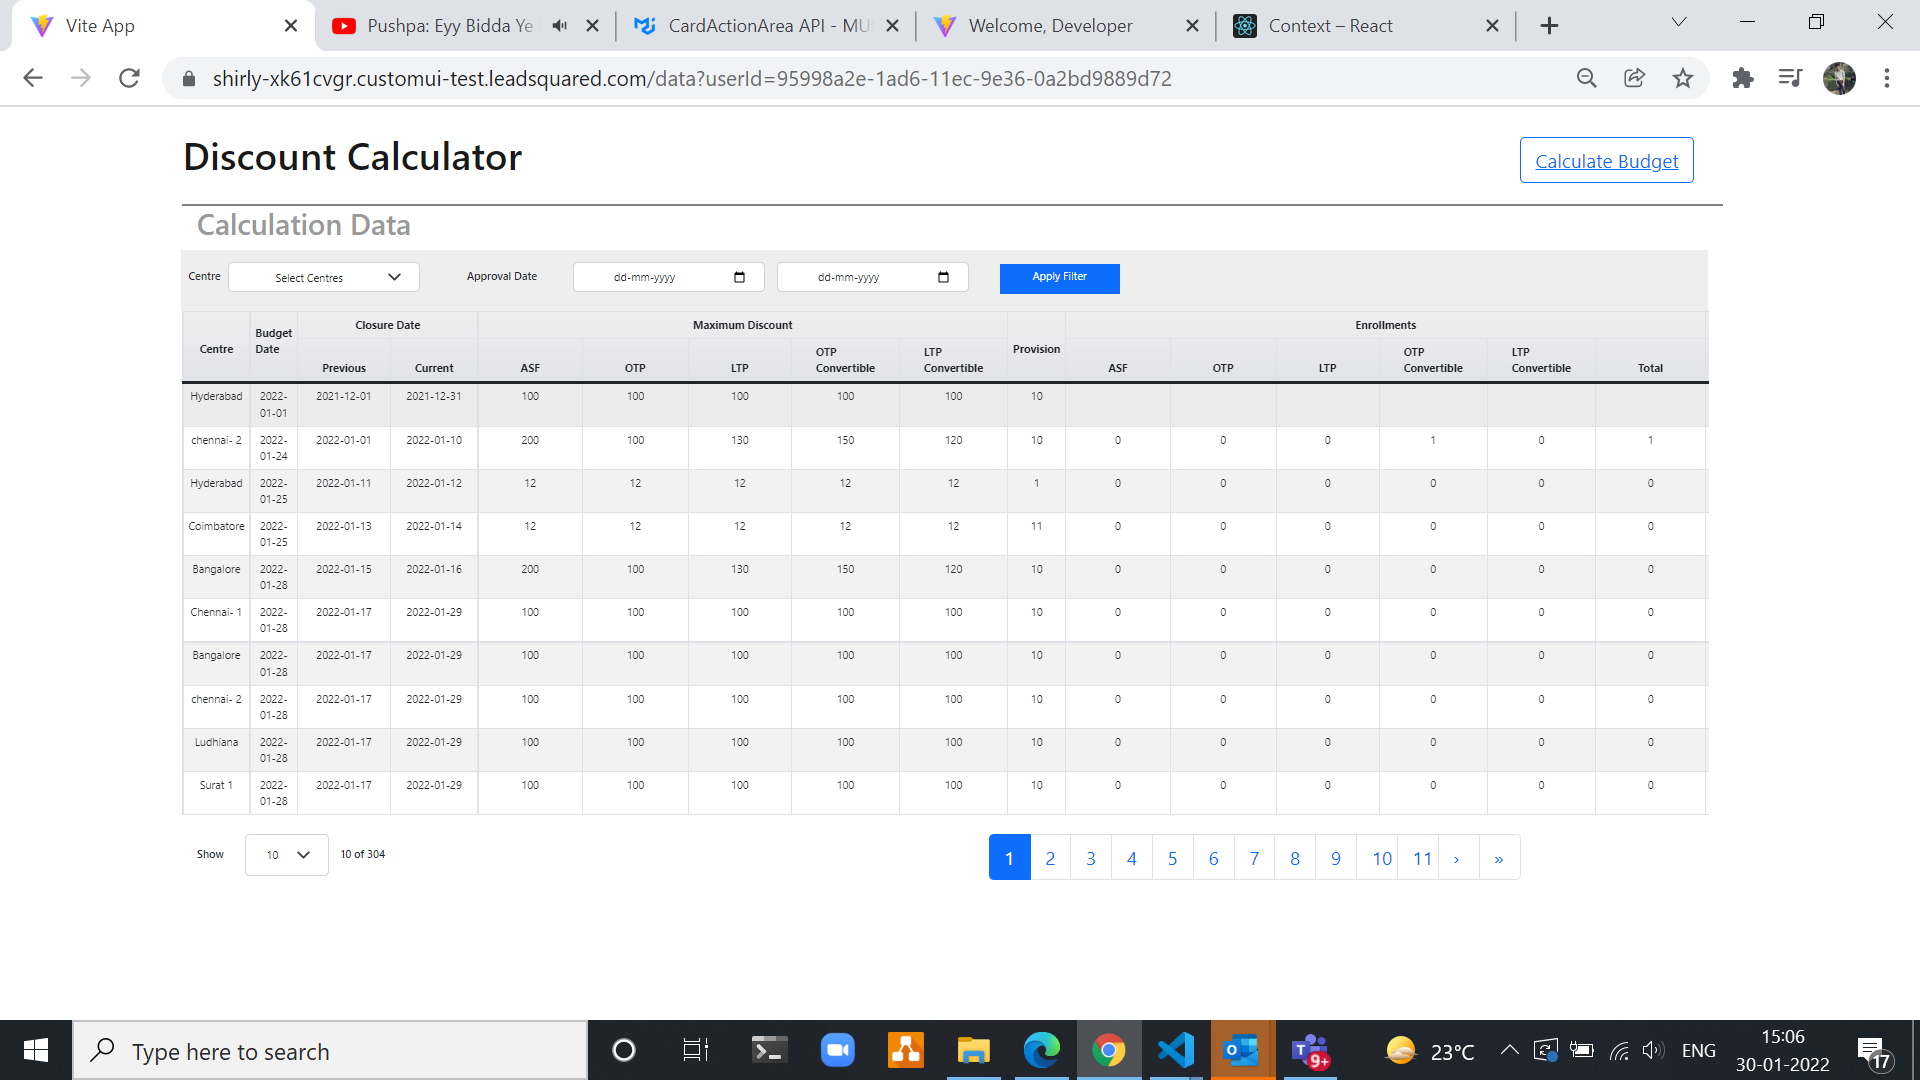 Vite App
Pushpa: Eyy Bidda Ye
CardActionArea API - MU
Welcome, Developer
Context – React
shirly-xk61cvgr.customui-test.leadsquared.com/data?userId=95998a2e-1ad6-11ec-9e36-0a2bd9889d72
Discount Calculator
Calculate Budget
Calculation Data
Centre Select Centres Approval Date dd-mm-yyyy dd-mm-yyyy Apply Filter
Centre Budget Date Closure Date Maximum Discount Provision Enrollments
Previous Current ASF OTP LTP OTP Convertible LTP Convertible ASF OTP LTP OTP Convertible LTP Convertible Total
Hyderabad 2022-01-01 2021-12-01 2021-12-31 100 100 100 100 100 10
chennai- 2 2022-01-24 2022-01-01 2022-01-10 200 100 130 150 120 10 0 0 0 1 0 1
Hyderabad 2022-01-25 2022-01-11 2022-01-12 12 12 12 12 12 1 0 0 0 0 0 0
Coimbatore 2022-01-25 2022-01-13 2022-01-14 12 12 12 12 12 11 0 0 0 0 0 0
Bangalore 2022-01-28 2022-01-15 2022-01-16 200 100 130 150 120 10 0 0 0 0 0 0
Chennai- 1 2022-01-28 2022-01-17 2022-01-29 100 100 100 100 100 10 0 0 0 0 0 0
Bangalore 2022-01-28 2022-01-17 2022-01-29 100 100 100 100 100 10 0 0 0 0 0 0
chennai- 2 2022-01-28 2022-01-17 2022-01-29 100 100 100 100 100 10 0 0 0 0 0 0
Ludhiana 2022-01-28 2022-01-17 2022-01-29 100 100 100 100 100 10 0 0 0 0 0 0
Surat 1 2022-01-28 2022-01-17 2022-01-29 100 100 100 100 100 10 0 0 0 0 0 0
Show 10 10 of 304 1 2 3 4 5 6 7 8 9 10 11 › »
Type here to search
9+
23°C
ENG
15:06
30-01-2022
17